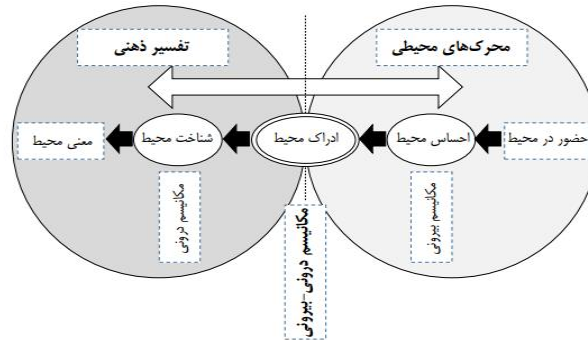 محرک‌های محیطی
تفسیر ذهنی
حضور در محیط
احساس محیط
ادراک محیط
شناخت محیط
معنی محیط
مکانیسم بیرونی
مکانیسم درونی-بیرونی
مکانیسم درونی